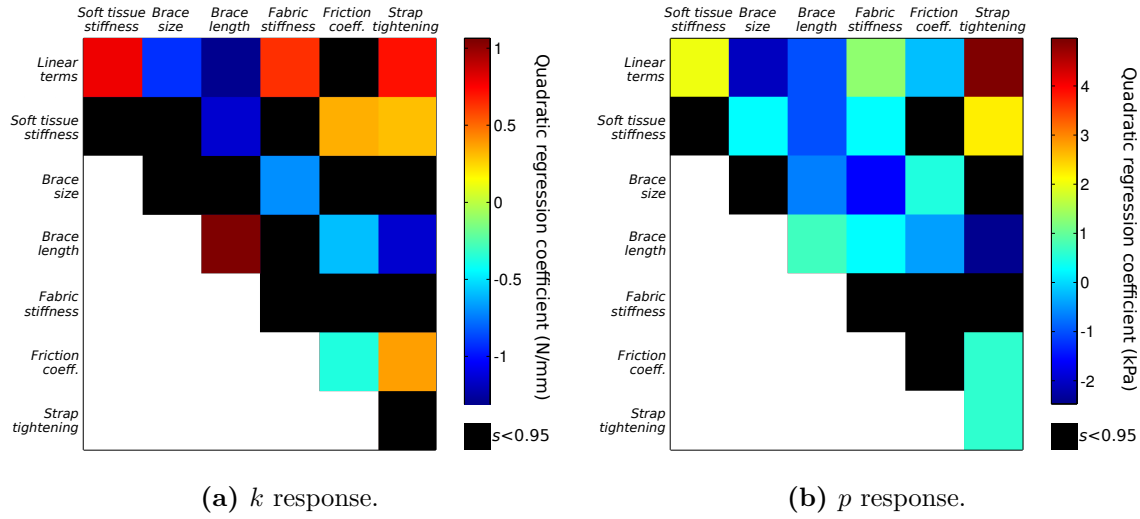 Soft tissue stiffness
Brace size
Brace length
Fabric stiffness
Friction coeff.
Strap tightening
Linear terms
Soft tissue stiffness
Brace size
Brace length
Fabric stiffness
Friction coeff.
Strap tightening
1
0.5
0
-0.5
-1
Quadratic regression coefficient (N/mm)
s<0.95
(a) k response.
Soft tissue stiffness
Brace size
Brace length
Fabric stiffness
Friction coeff.
Strap tightening
Linear terms
Soft tissue stiffness
Brace size
Brace length
Fabric stiffness
Friction coeff.
Strap tightening
4
3
2
1
0
-1
-2
Quadratic regression coefficient (kPa)
s<0.95
(b) p response.